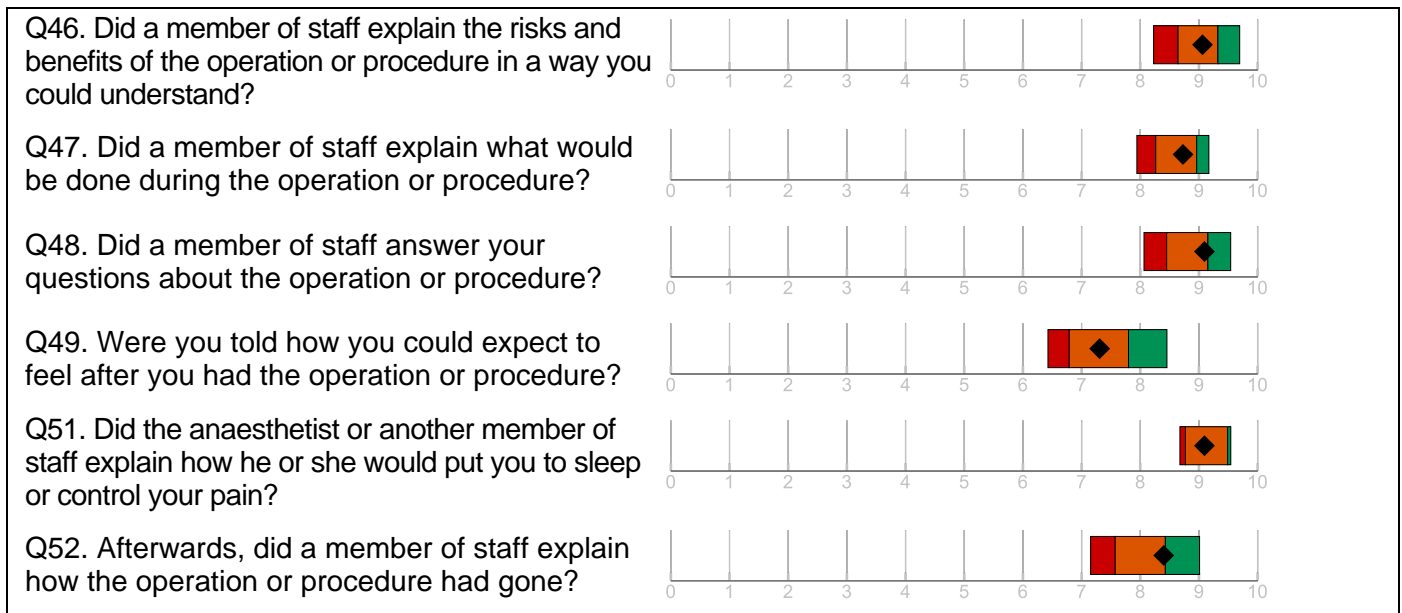 Q46. Did a member of staff explain the risks and
benefits of the operation or procedure in a way you
could understand?
0 1 2 3 4 5 6 7 8 9 10
Q47. Did a member of staff explain what would
be done during the operation or procedure?
0 1 2 3 4 5 6 7 8 9 10
Q48. Did a member of staff answer your
questions about the operation or procedure?
0 1 2 3 4 5 6 7 8 9 10
Q49. Were you told how you could expect to
feel after you had the operation or procedure?
0 1 2 3 4 5 6 7 8 9 10
Q51. Did the anaesthetist or another member of
staff explain how he or she would put you to sleep
or control your pain?
0 1 2 3 4 5 6 7 8 9 10
Q52. Afterwards, did a member of staff explain
how the operation or procedure had gone?
0 1 2 3 4 5 6 7 8 9 10